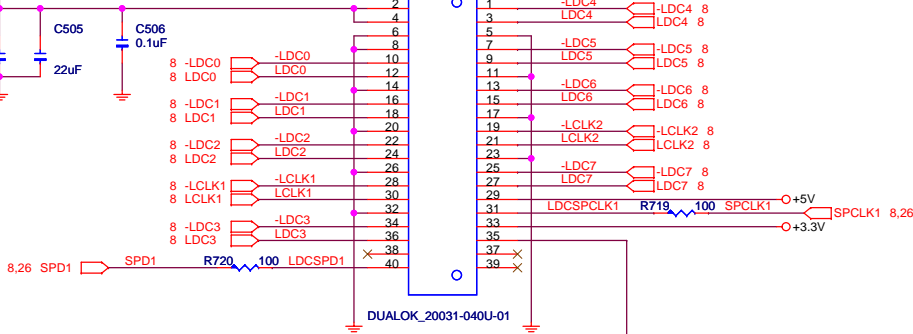 2 1 -LDC4 -LDC4 8
4 3 LDC4 LDC4 8
C505 C506 6 5
0.1uF 8 7 -LDC5 -LDC5 8
8 -LDC0 -LDC0 10 9 LDC5 LDC5 8
22uF 8 LDC0 LDC0 12 11
14 13 -LDC6 -LDC6 8
8 -LDC1 -LDC1 16 15 LDC6 LDC6 8
8 LDC1 LDC1 18 17
20 19 -LCLK2 -LCLK2 8
8 -LDC2 -LDC2 22 21 LCLK2 LCLK2 8
8 LDC2 LDC2 24 23
26 25 -LDC7 -LDC7 8
8 -LCLK1 -LCLK1 28 27 LDC7 LDC7 8
8 LCLK1 LCLK1 30 29 +5V
32 31 LDCSPCLK1 R719 100 SPCLK1 SPCLK1 8,26
8 -LDC3 -LDC3 34 33 +3.3V
8 LDC3 LDC3 36 35
38 37
8,26 SPD1 SPD1 R720 100 LDCSPD1 40 39
DUALOK_20031-040U-01